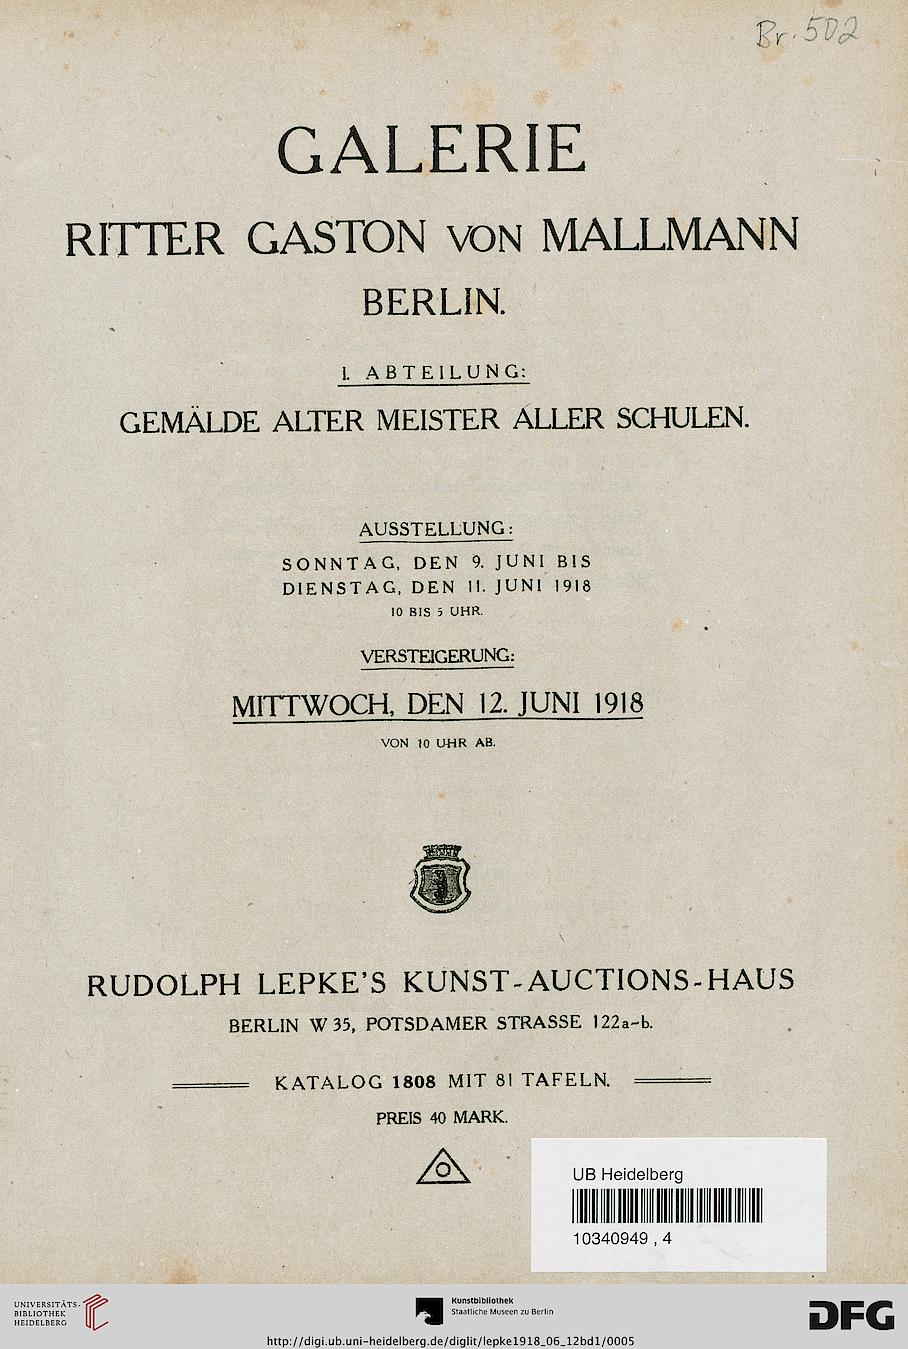 Br. 502
GALERIE
RITTER GASTON VON MALLMANN
BERLIN.
I. ABTEILUNG:
GEMÄLDE ALTER MEISTER ALLER SCHULEN.
AUSSTELLUNG:
SONNTAG, DEN 9. JUNI BIS
DIENSTAG, DEN 11. JUNI 1918
10 BIS 5 UHR.
VERSTEIGERUNG:
MITTWOCH, DEN 12. JUNI 1918
VON 10 UHR AB.
RUDOLPH LEPKE'S KUNST-AUCTIONS-HAUS
BERLIN W 35, POTSDAMER STRASSE 122a-b.
KATALOG 1808 MIT 81 TAFELN.
PREIS 40 MARK.
UB Heidelberg
10340949 , 4
UNIVERSITÄTS-
BIBLIOTHEK
HEIDELBERG
Kunstbibliothek
Staatliche Museen zu Berlin
DFG
http://digi.ub.uni-heidelberg.de/diglit/lepke1918_06_12bd1/0005